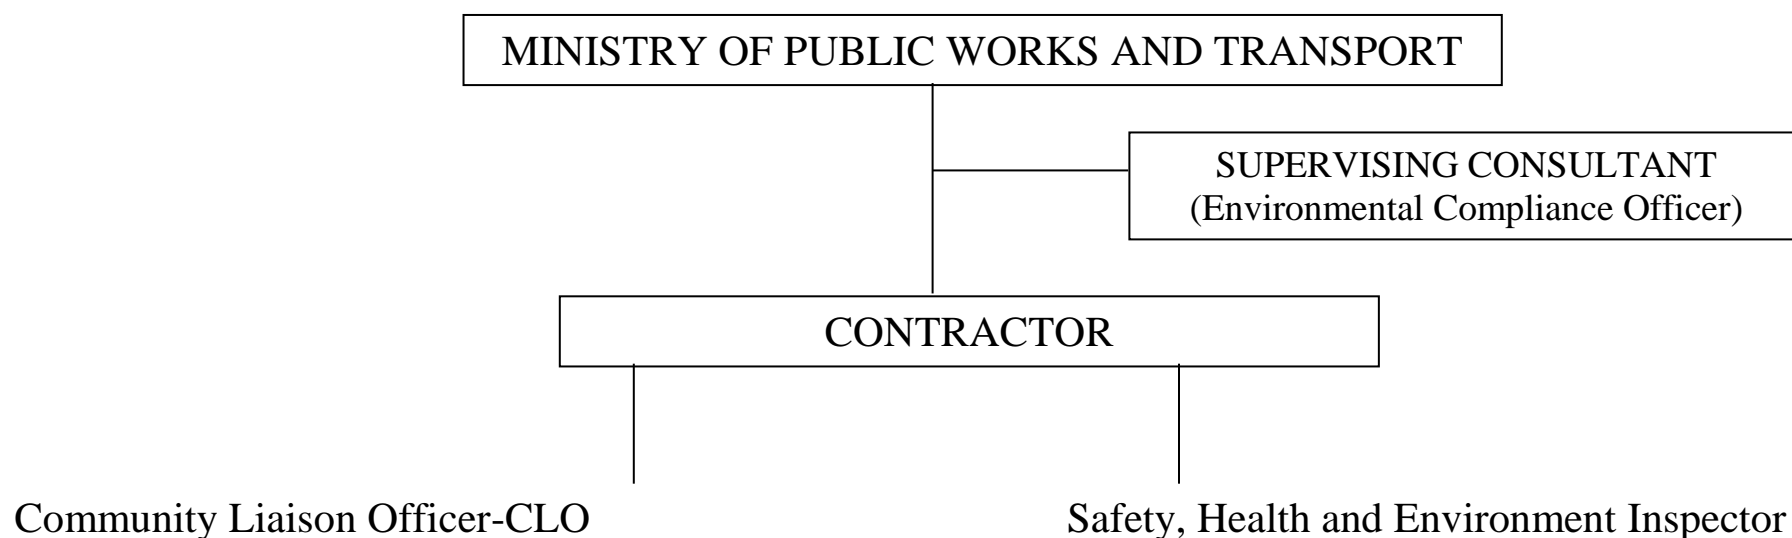 MINISTRY OF PUBLIC WORKS AND TRANSPORT
SUPERVISING CONSULTANT
(Environmental Compliance Officer)
CONTRACTOR
Community Liaison Officer-CLO
Safety, Health and Environment Inspector